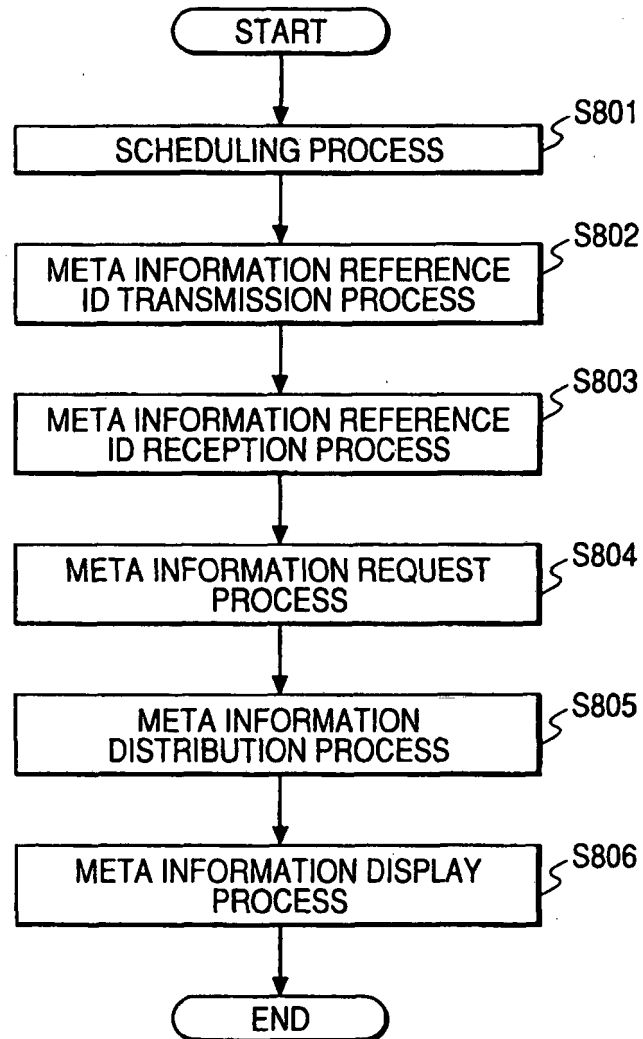 START
S801
SCHEDULING PROCESS
S802
META INFORMATION REFERENCE
ID TRANSMISSION PROCESS
S803
META INFORMATION REFERENCE
ID RECEPTION PROCESS
S804
META INFORMATION REQUEST
PROCESS
S805
META INFORMATION
DISTRIBUTION PROCESS
S806
META INFORMATION DISPLAY
PROCESS
END